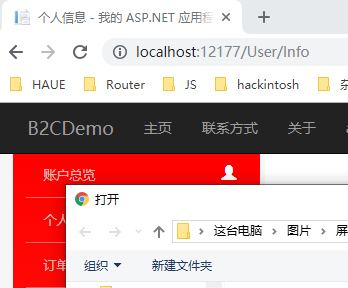 个人信息 - 我的 ASP.NET 应用程
localhost:12177/User/Info
HAUE Router JS hackintosh 杂
B2CDemo 主页 联系方式 关于
账户总览
打开
个人
这台电脑 图片 屏
订单
组织 新建文件夹